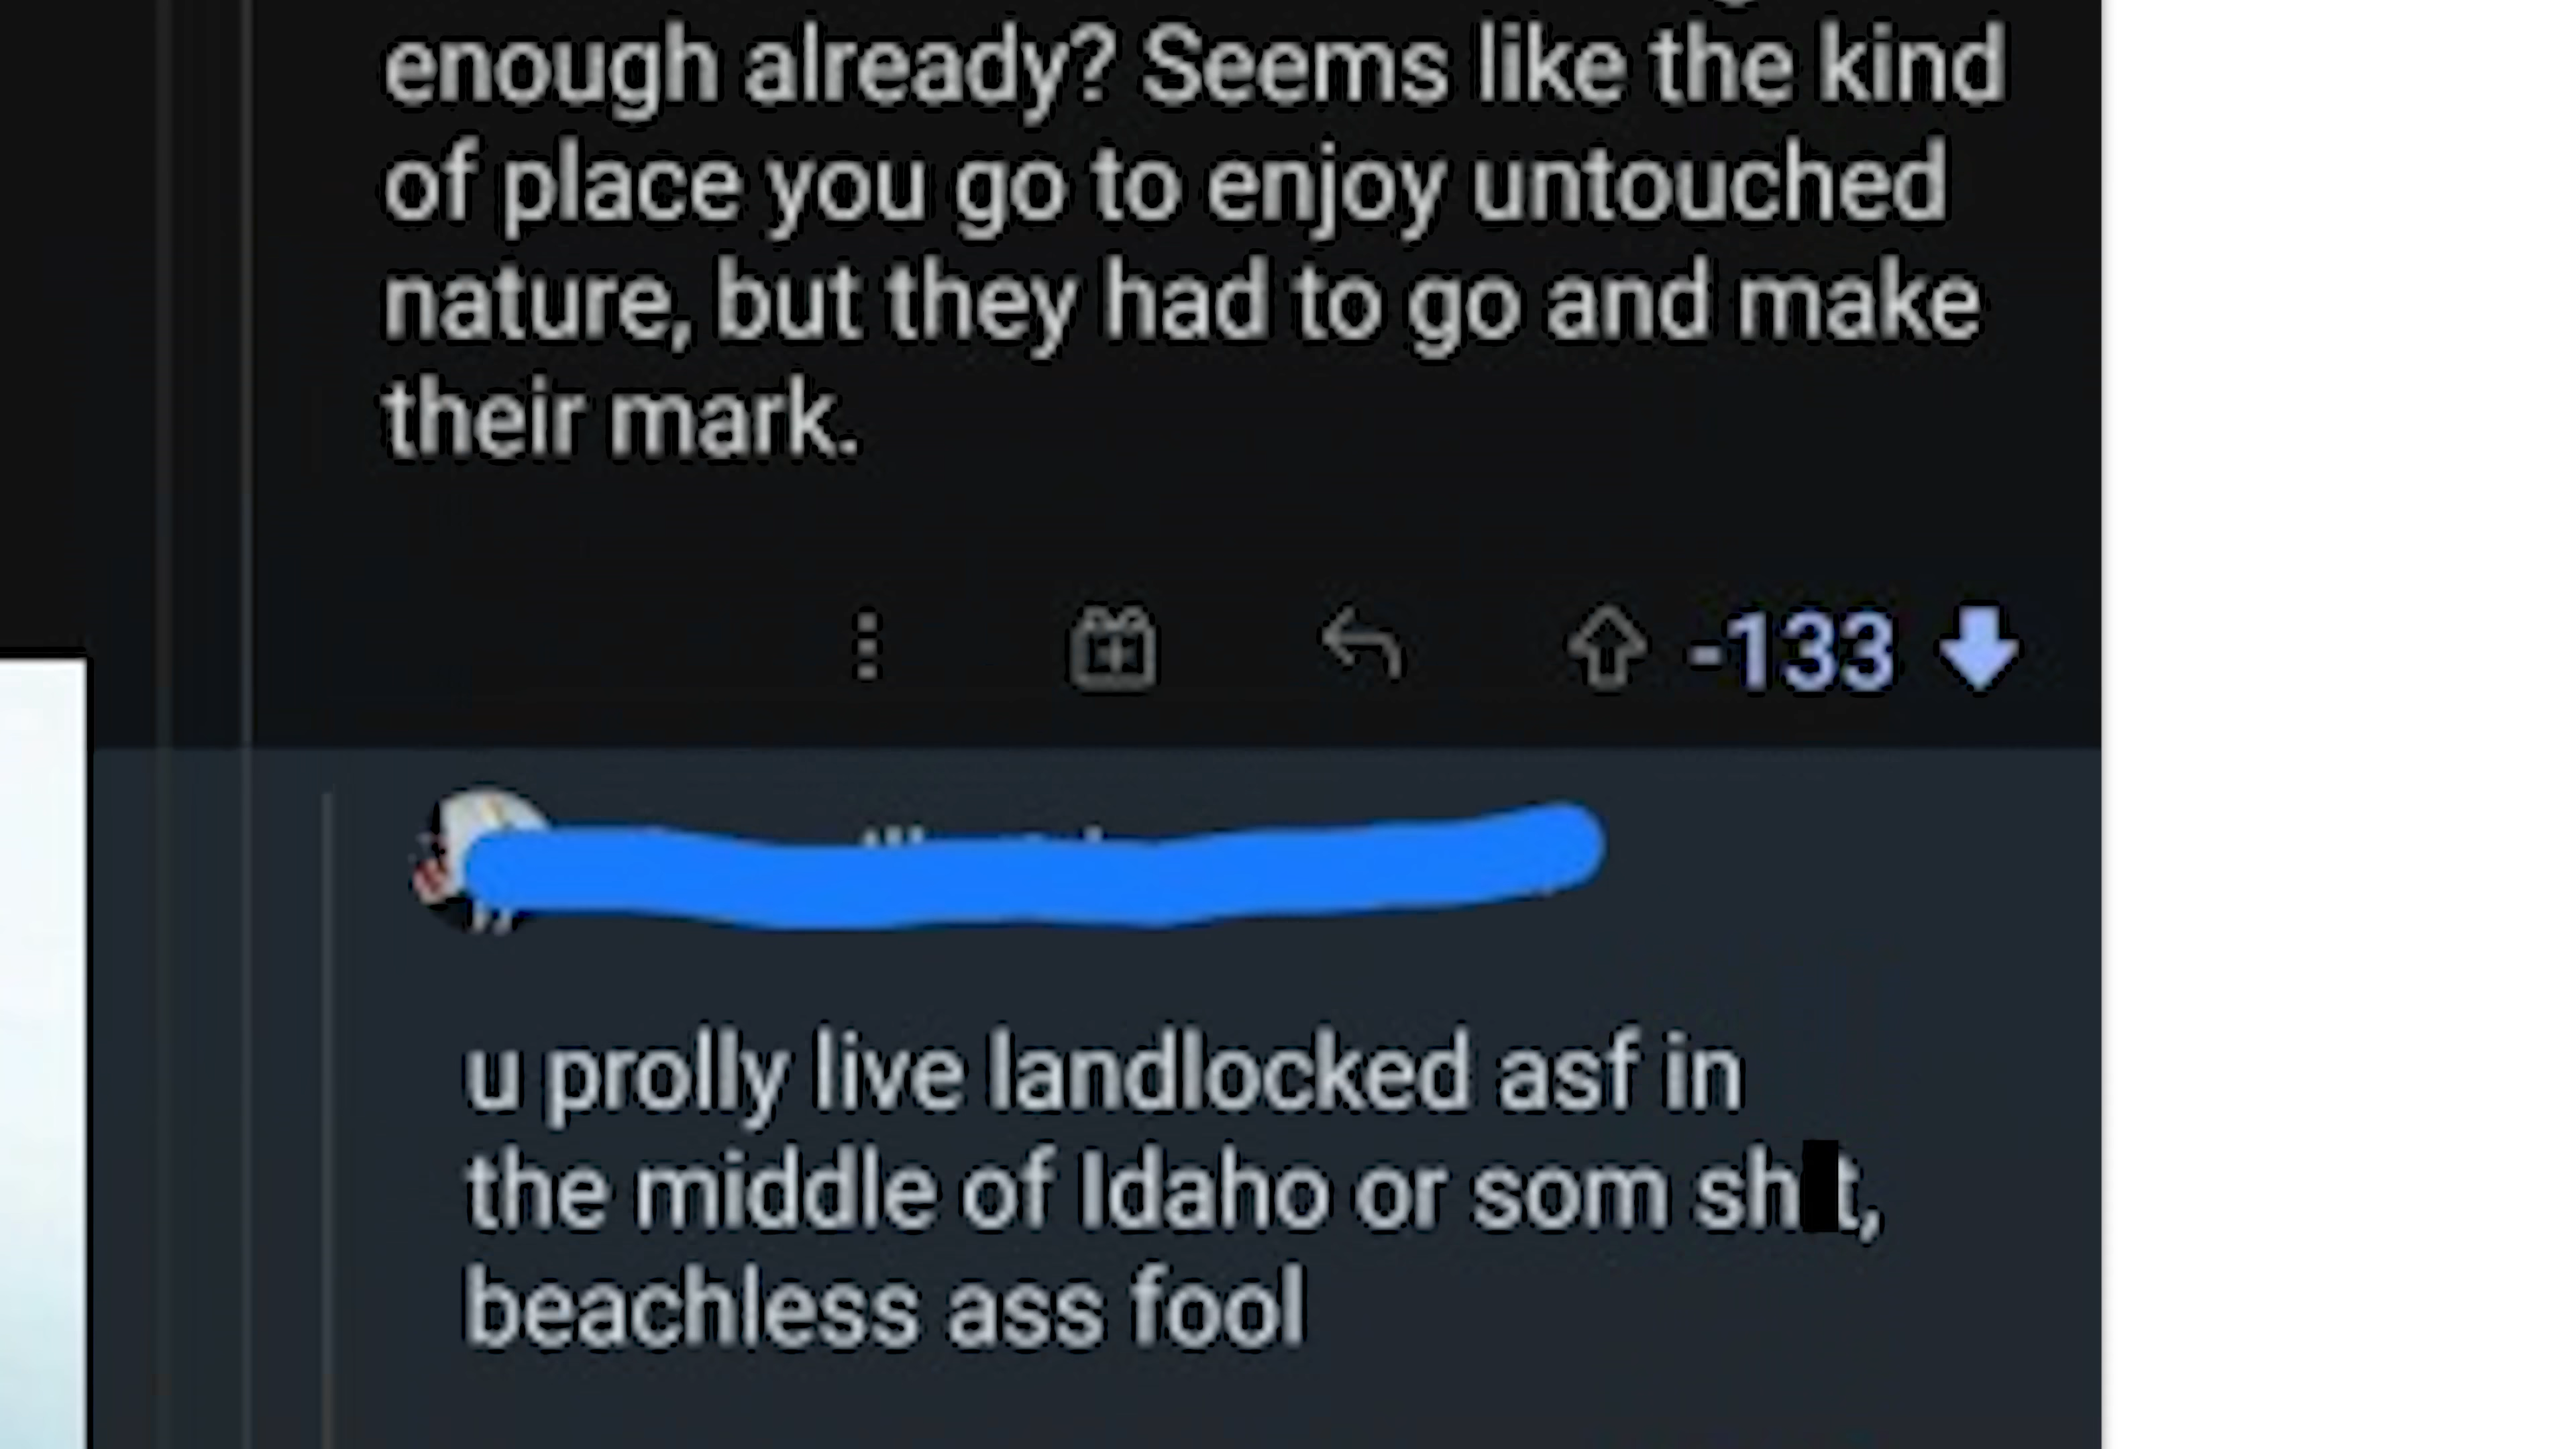 enough already? Seems like the kind
of place you go to enjoy untouched
nature, but they had to go and make
their mark.
-133
u prolly live landlocked asf in
the middle of Idaho or som sh t,
beachless ass fool